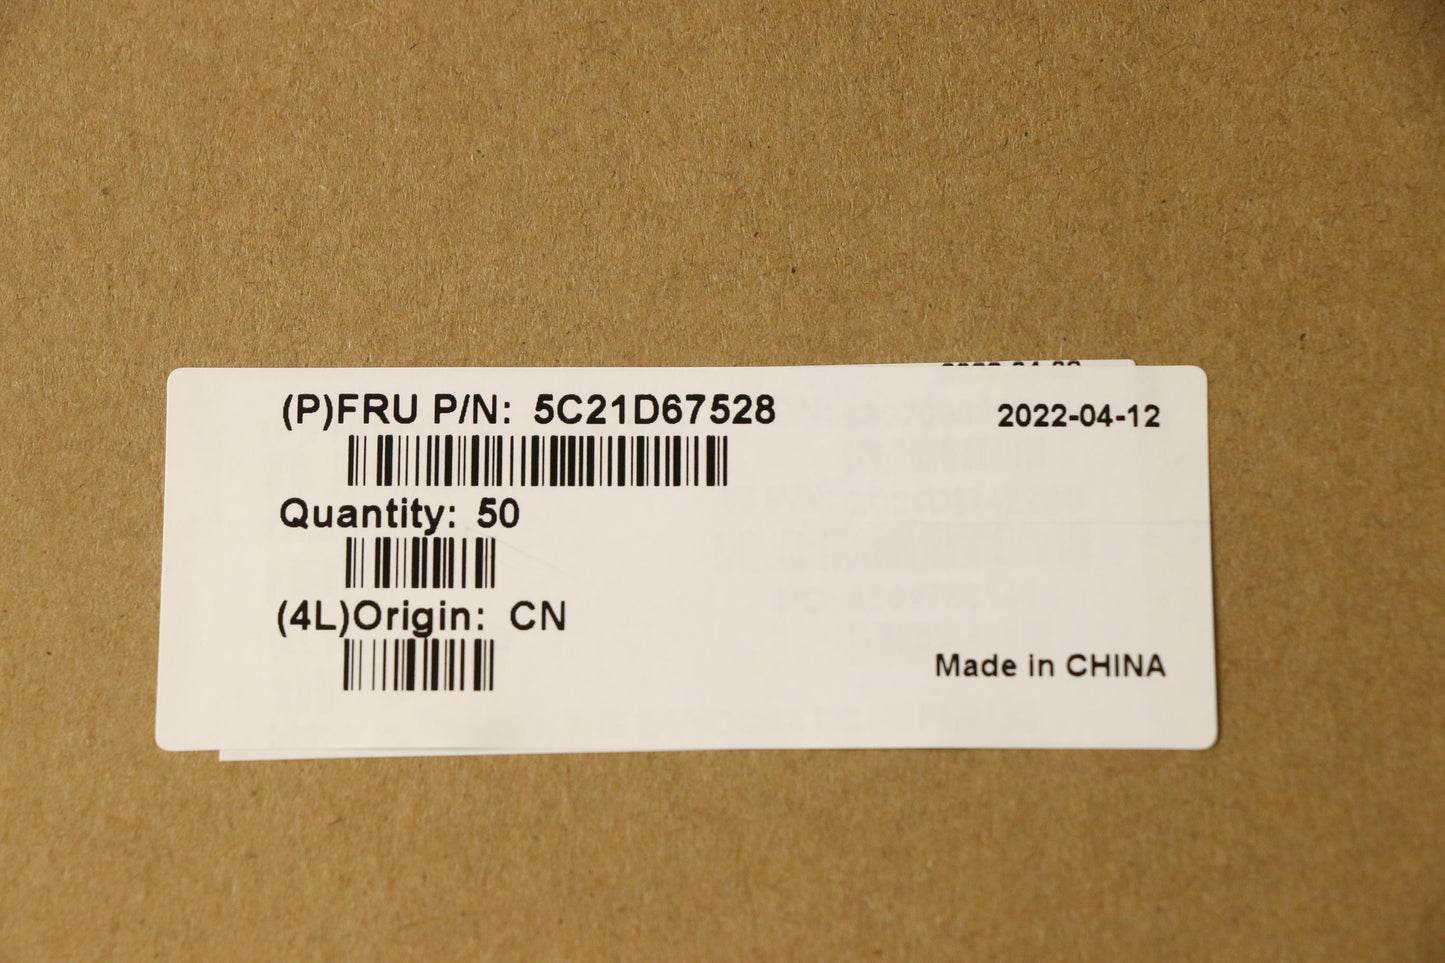 (P)FRU P/N: 5C21D67528
2022-04-12
Quantity: 50
(4L)Origin: CN
Made in CHINA